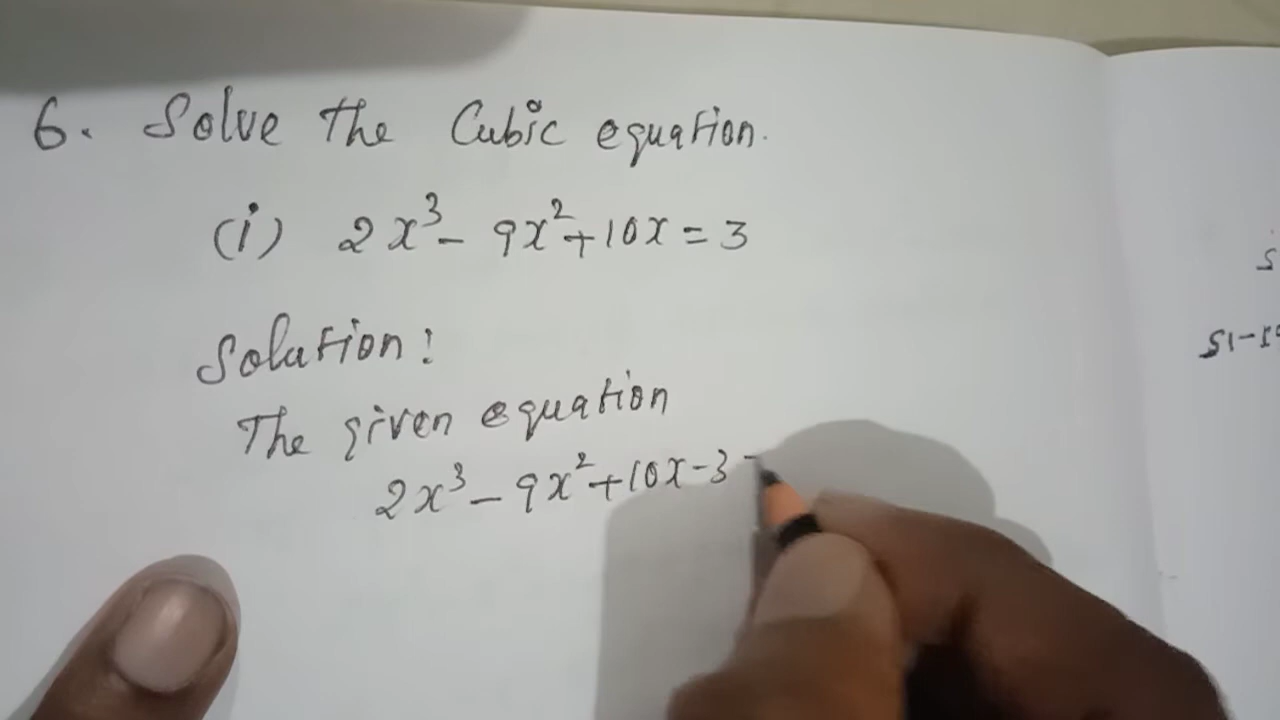 6. Solve the Cubic equation.
(i) 2x³ - 9x² + 10x = 3
Solution:
The given equation
2x³ - 9x² + 10x - 3